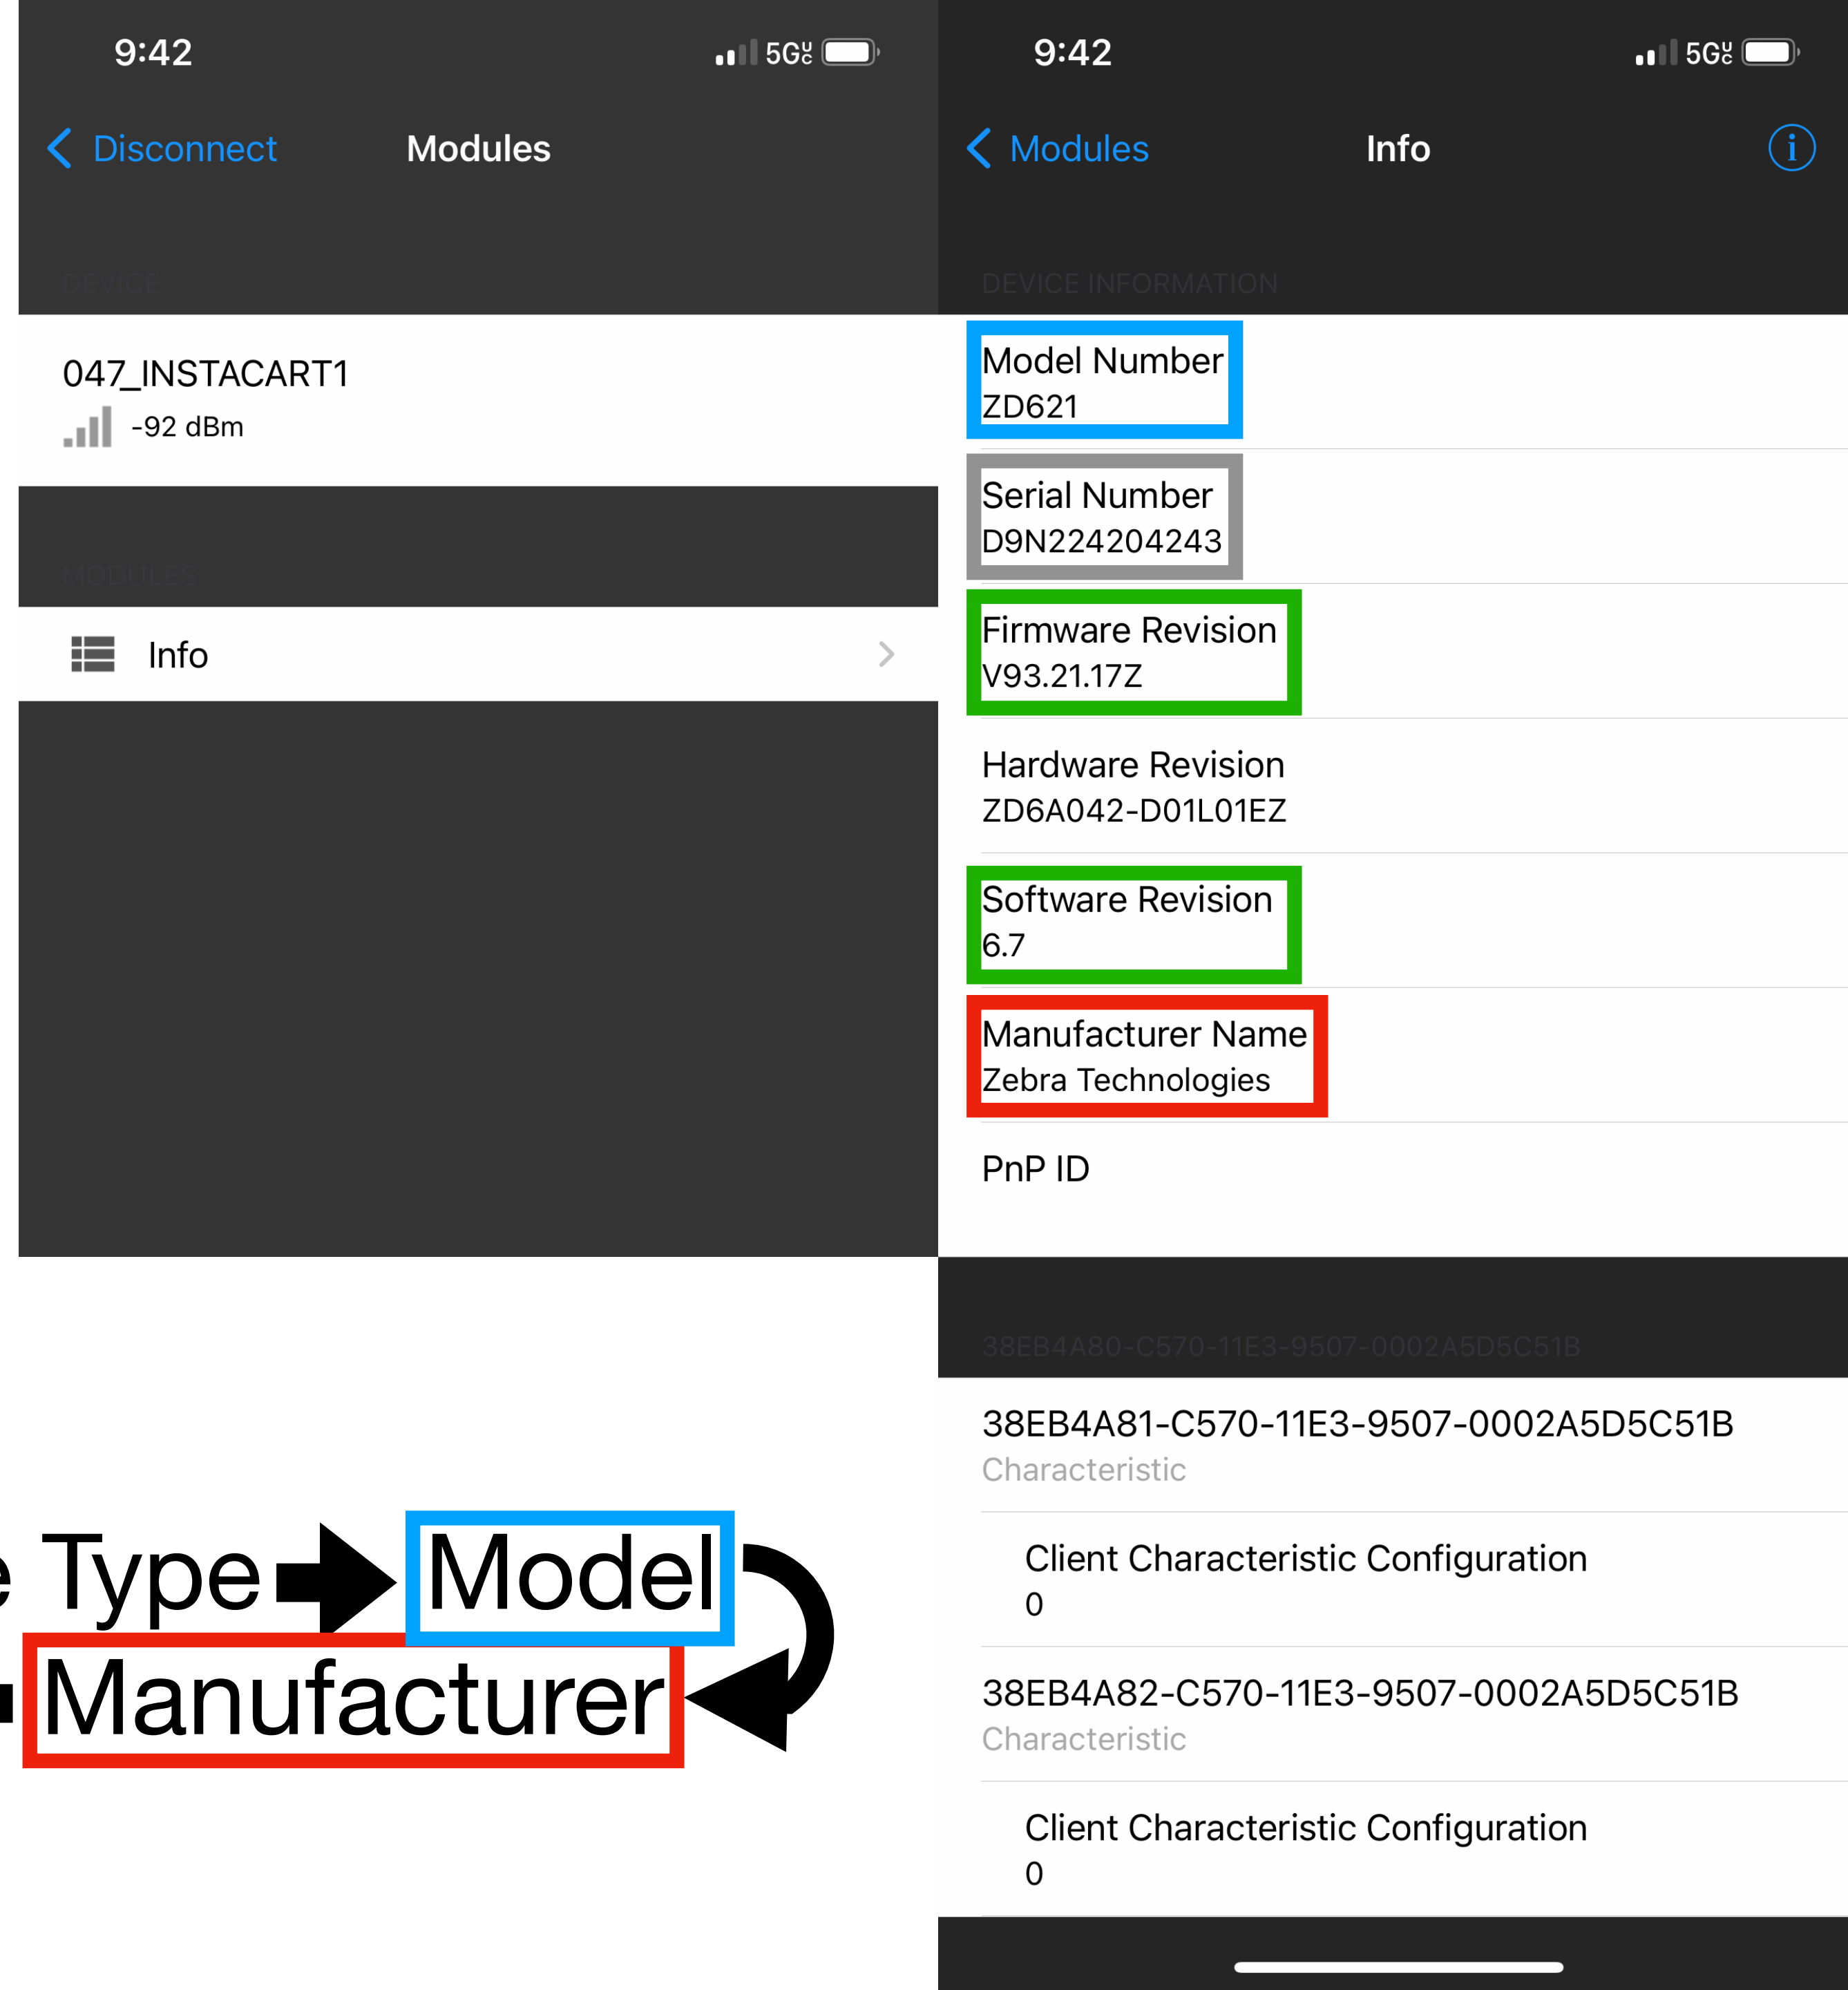 9:42
5G UC
Disconnect
Modules
DEVICE
047_INSTACART1
-92 dBm
MODULES
Info
e Type
Model
Manufacturer
9:42
5G UC
Modules
Info
i
DEVICE INFORMATION
Model Number
ZD621
Serial Number
D9N224204243
Firmware Revision
V93.21.17Z
Hardware Revision
ZD6A042-D01L01EZ
Software Revision
6.7
Manufacturer Name
Zebra Technologies
PnP ID
38EB4A80-C570-11E3-9507-0002A5D5C51B
38EB4A81-C570-11E3-9507-0002A5D5C51B
Characteristic
Client Characteristic Configuration
0
38EB4A82-C570-11E3-9507-0002A5D5C51B
Characteristic
Client Characteristic Configuration
0